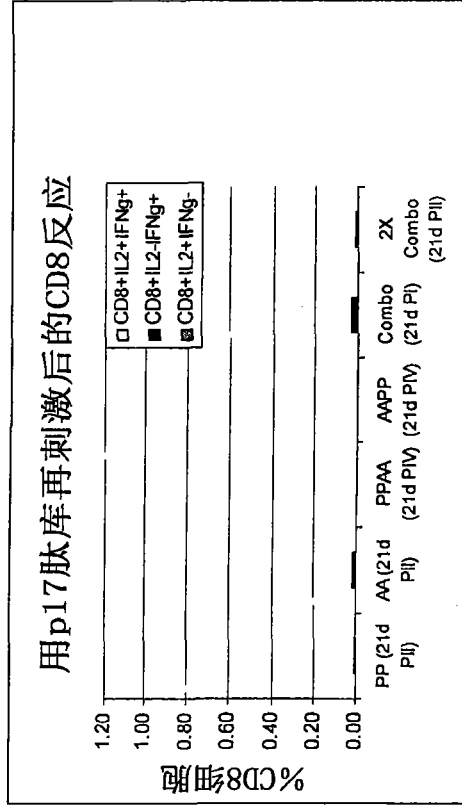 用p17肽库再刺激后的CD8反应
CD8+IL2+IFNg+
CD8+IL2-IFNg+
CD8+IL2+IFNg-
%CD8细胞
1.20
1.00
0.80
0.60
0.40
0.20
0.00
PP (21d
PII)
AA (21d
PII)
PPAA
(21d PIV)
AAPP
(21d PIV)
Combo
(21d PI)
2X
Combo
(21d PII)